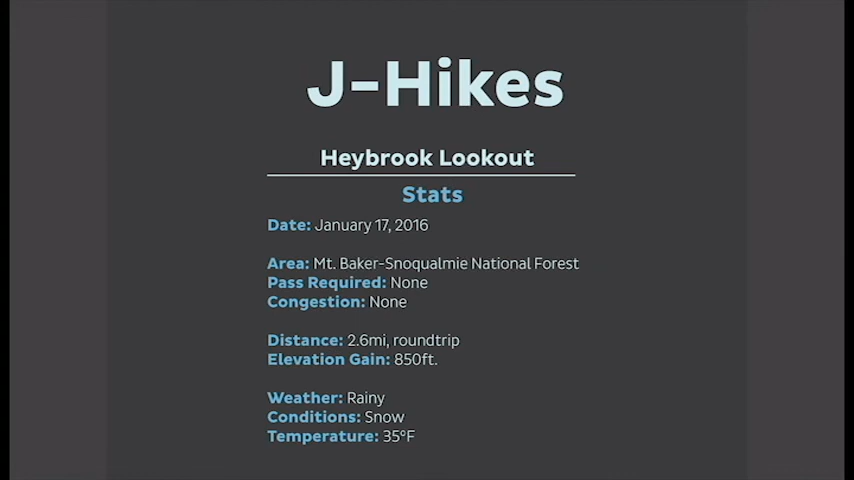 J-Hikes
Heybrook Lookout
Stats
Date: January 17, 2016
Area: Mt. Baker-Snoqualmie National Forest
Pass Required: None
Congestion: None
Distance: 2.6mi, roundtrip
Elevation Gain: 850ft.
Weather: Rainy
Conditions: Snow
Temperature: 35°F